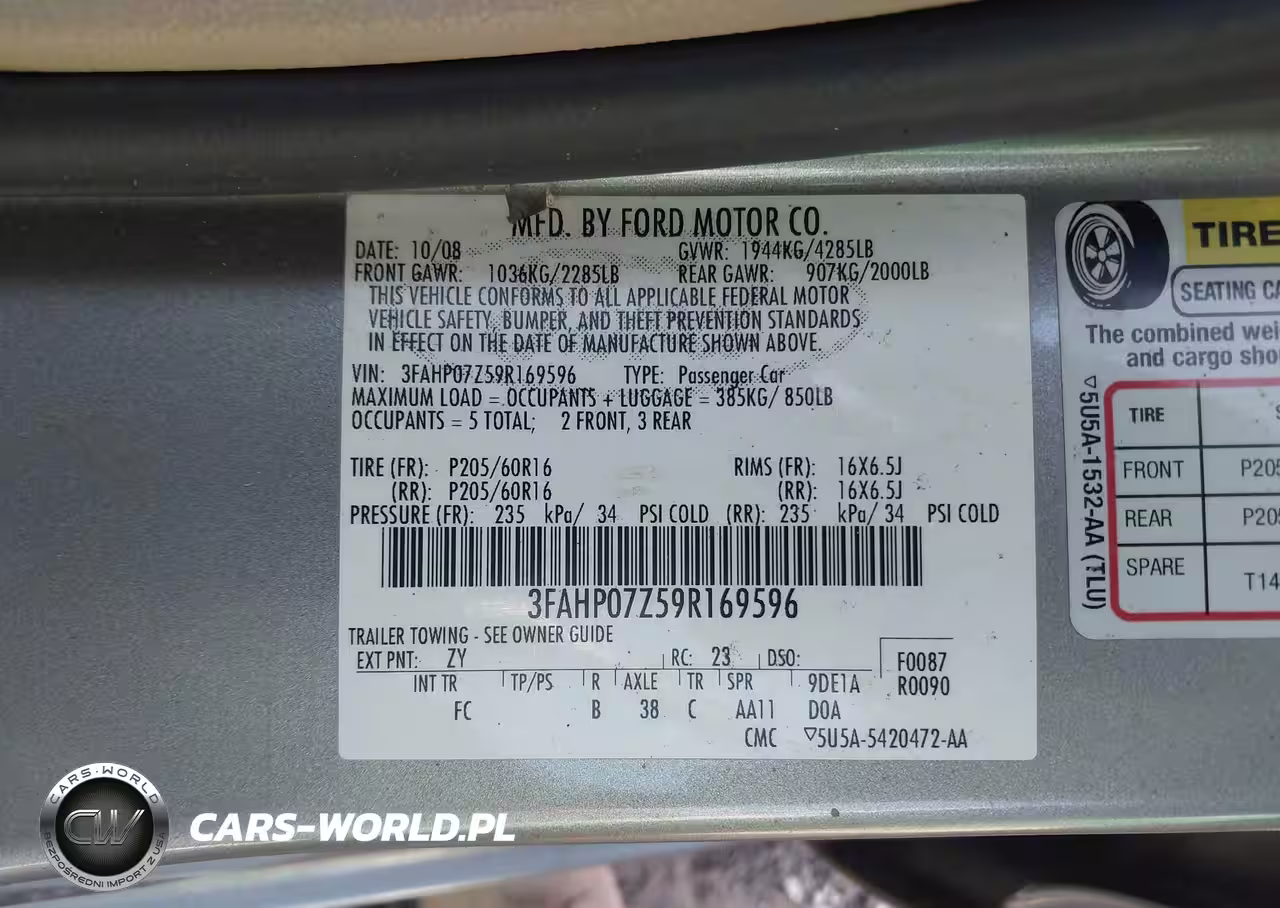 MFD. BY FORD MOTOR CO.
DATE: 10/08 GVWR: 1944KG/4285LB
FRONT GAWR: 1036KG/2285LB REAR GAWR: 907KG/2000LB
THIS VEHICLE CONFORMS TO ALL APPLICABLE FEDERAL MOTOR
VEHICLE SAFETY, BUMPER, AND THEFT PREVENTION STANDARDS
IN EFFECT ON THE DATE OF MANUFACTURE SHOWN ABOVE.
VIN: 3FAHP07Z59R169596 TYPE: Passenger Car
MAXIMUM LOAD = OCCUPANTS + LUGGAGE = 385KG/ 850LB
OCCUPANTS = 5 TOTAL; 2 FRONT, 3 REAR
TIRE (FR): P205/60R16 RIMS (FR): 16X6.5J
(RR): P205/60R16 (RR): 16X6.5J
PRESSURE (FR): 235 kPa/ 34 PSI COLD (RR): 235 kPa/ 34 PSI COLD
3FAHP07Z59R169596
TRAILER TOWING - SEE OWNER GUIDE
EXT PNT: ZY RC: 23 DSO: F0087
INT TR TP/PS R AXLE TR SPR 9DE1A R0090
FC B 38 C AA11 D0A
CMC ▽5U5A-5420472-AA
TIRE
SEATING CA
The combined wei
and cargo sho
▽5U5A-1532-AA (TLU)
TIRE S
FRONT P205
REAR P20
SPARE T14
CARS-WORLD
CW
BEZPOŚREDNI IMPORT Z USA
CARS-WORLD.PL